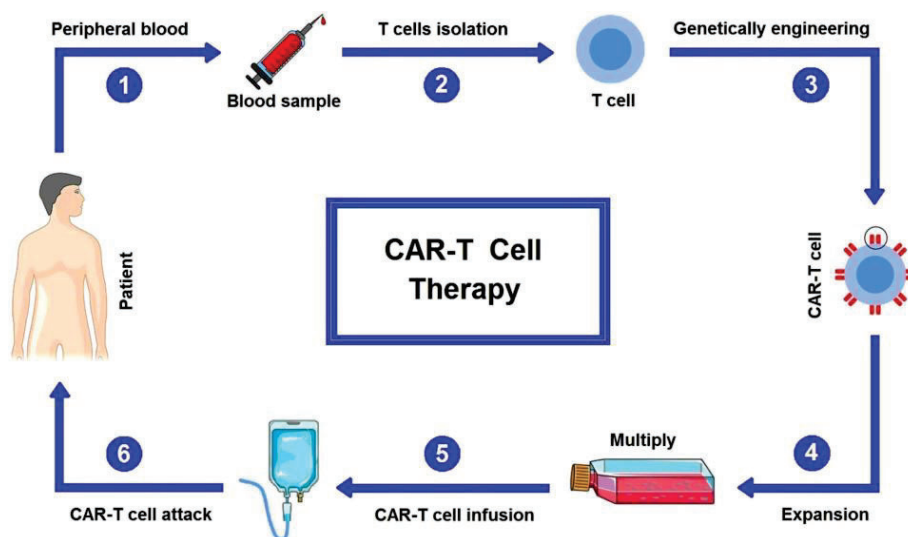 Peripheral blood
1
Blood sample
T cells isolation
2
T cell
Genetically engineering
3
CAR-T cell
CAR-T Cell
Therapy
Patient
4
Expansion
Multiply
5
CAR-T cell infusion
6
CAR-T cell attack